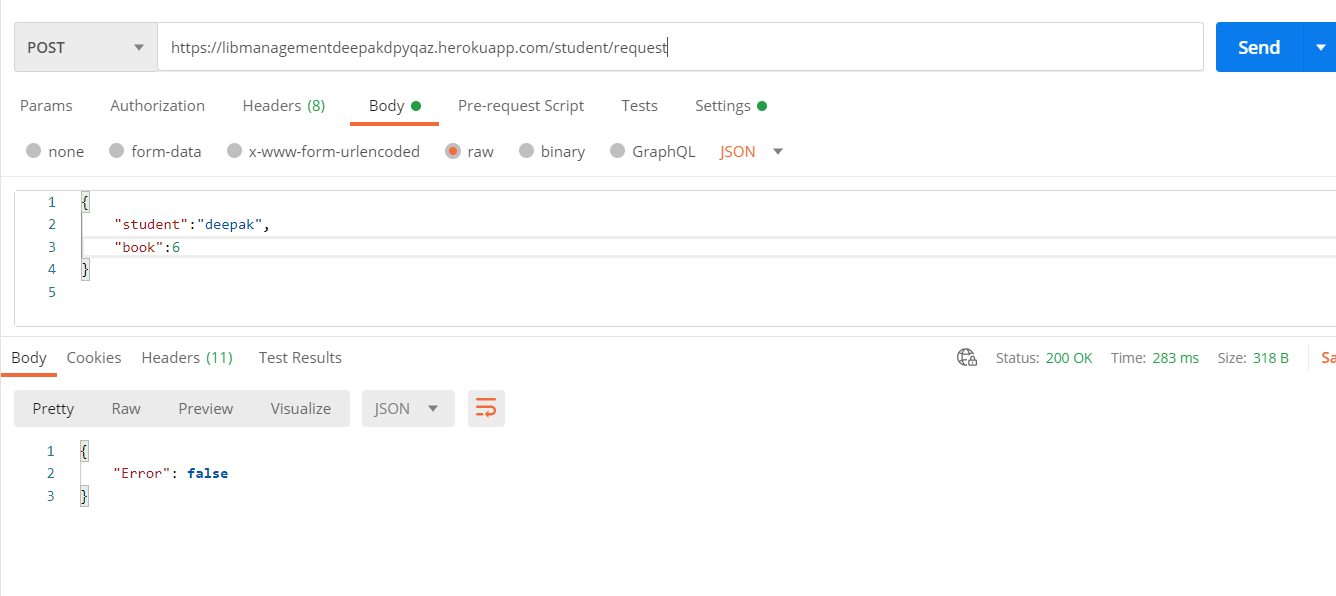 POST https://libmanagementdeepakdpyqaz.herokuapp.com/student/request Send
Params Authorization Headers (8) Body Pre-request Script Tests Settings
none form-data x-www-form-urlencoded raw binary GraphQL JSON
1 {
2 "student":"deepak",
3 "book":6
4 }
5
Body Cookies Headers (11) Test Results Status: 200 OK Time: 283 ms Size: 318 B Sa
Pretty Raw Preview Visualize JSON
1 {
2 "Error": false
3 }